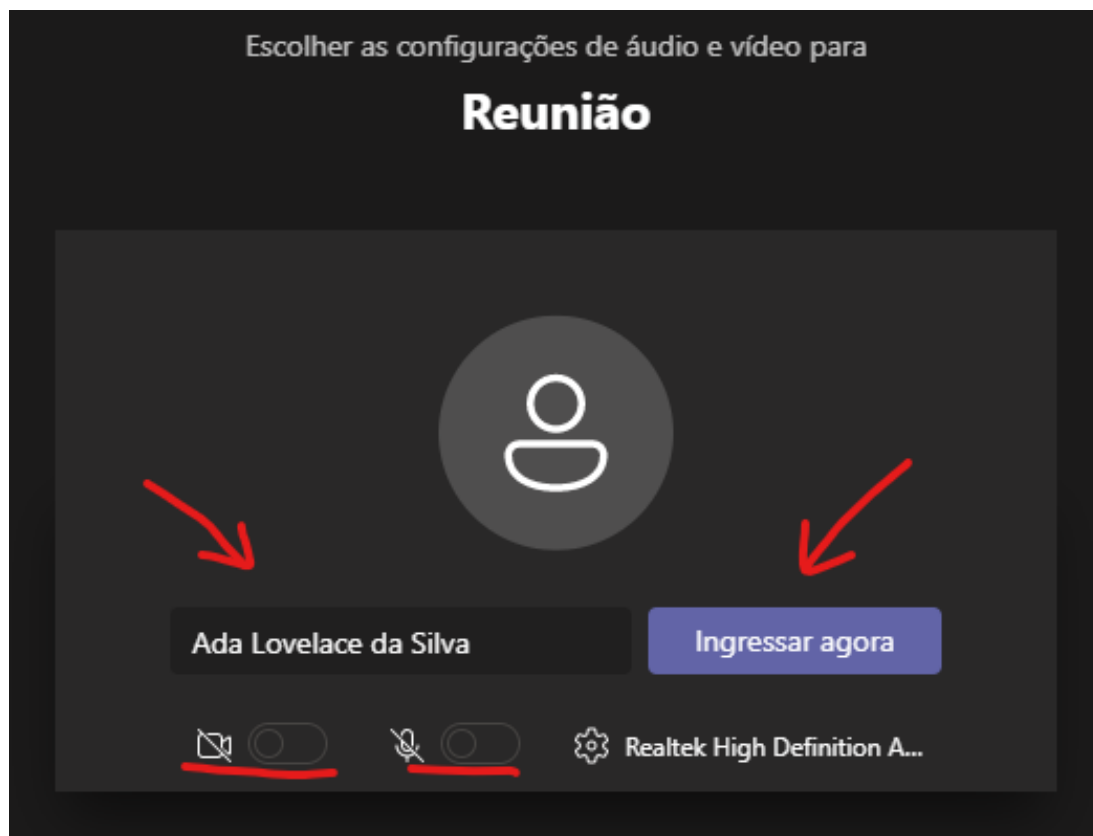 Escolher as configurações de áudio e vídeo para
Reunião
Ada Lovelace da Silva
Ingressar agora
Realtek High Definition A...